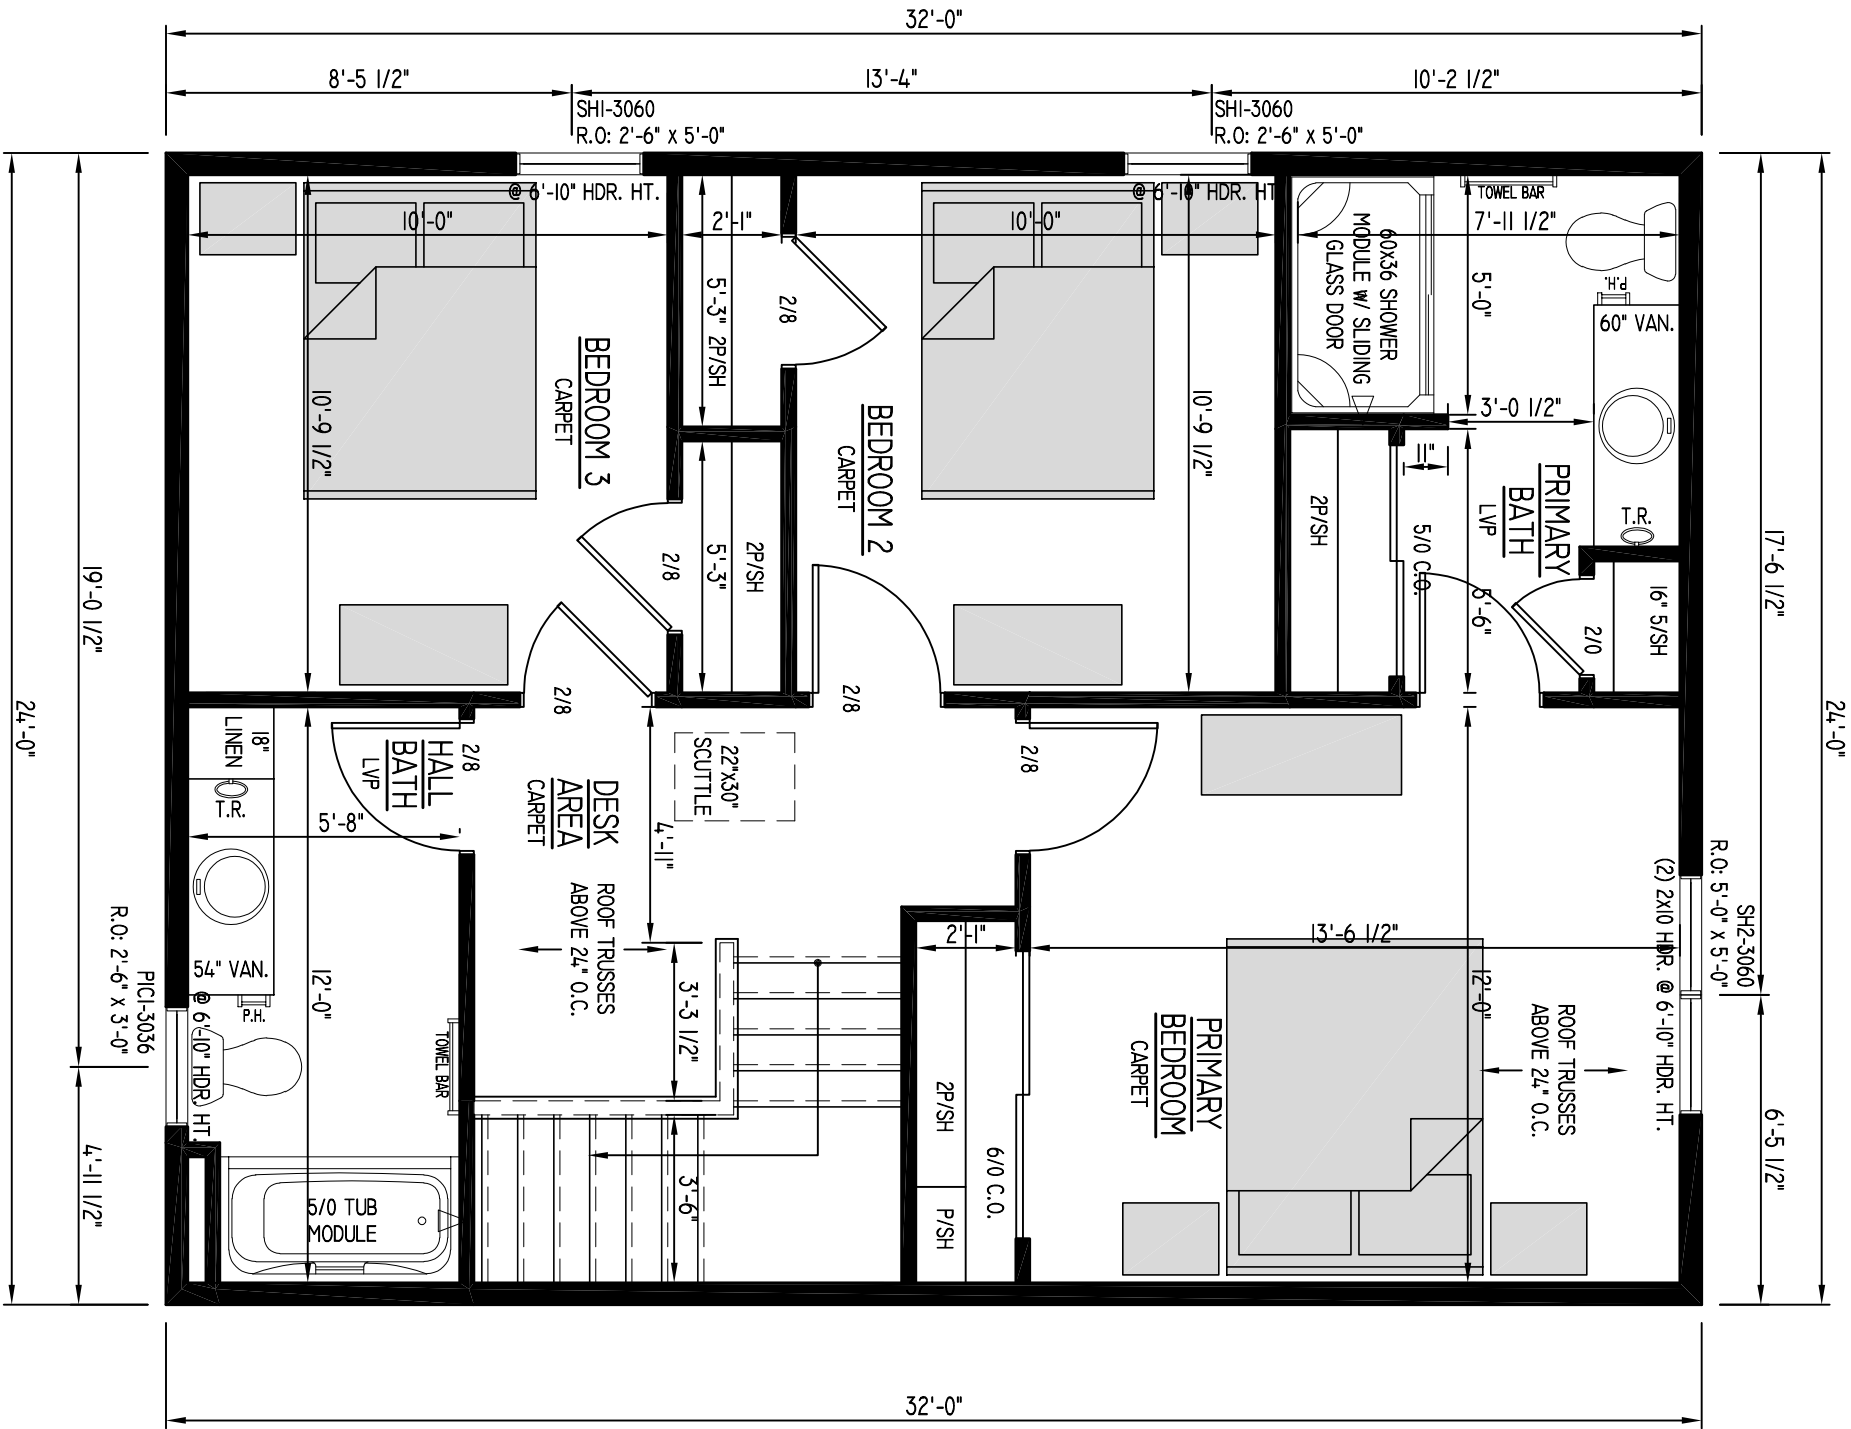 32'-0"
8'-5 1/2"
13'-4"
10'-2 1/2"
SH1-3060
R.O: 2'-6" X 5'-0"
@ 6'-10" HDR. HT.
SH1-3060
R.O: 2'-6" X 5'-0"
@ 6'-10" HDR. HT
10'-0"
2'-1"
10'-0"
TOWEL BAR
7'-11 1/2"
60x36 SHOWER
MODULE W/ SLIDING
GLASS DOOR
5'-0"
P.H.
60" VAN.
3'-0 1/2"
11"
T.R.
PRIMARY
BATH
LVP
2P/SH
5/0 C.O.
5'-6"
2/0
16" 5/SH
BEDROOM 3
CARPET
10'-9 1/2"
5'-3"
2P/SH
2/8
5'-3"
2P/SH
2/8
BEDROOM 2
CARPET
10'-9 1/2"
2/8
2/8
2/8
2/8
24'-0"
19'-0 1/2"
4'-11 1/2"
17'-6 1/2"
24'-0"
6'-5 1/2"
18"
LINEN
T.R.
HALL
BATH
LVP
5'-8"
54" VAN.
P.H.
12'-0"
TOWEL BAR
5/0 TUB
MODULE
PIC1-3036
R.O: 2'-6" X 3'-0"
@ 6'-10" HDR. HT.
DESK
AREA
CARPET
22"x30"
SCUTTLE
4'-11"
ROOF TRUSSES
ABOVE 24" O.C.
3'-3 1/2"
3'-6"
2'-1"
2P/SH
P/SH
6/0 C.O.
13'-6 1/2"
12'-0"
PRIMARY
BEDROOM
CARPET
ROOF TRUSSES
ABOVE 24" O.C.
SH2-3060
R.O: 5'-0" X 5'-0"
(2) 2X10 HDR. @ 6'-10" HDR. HT.
32'-0"